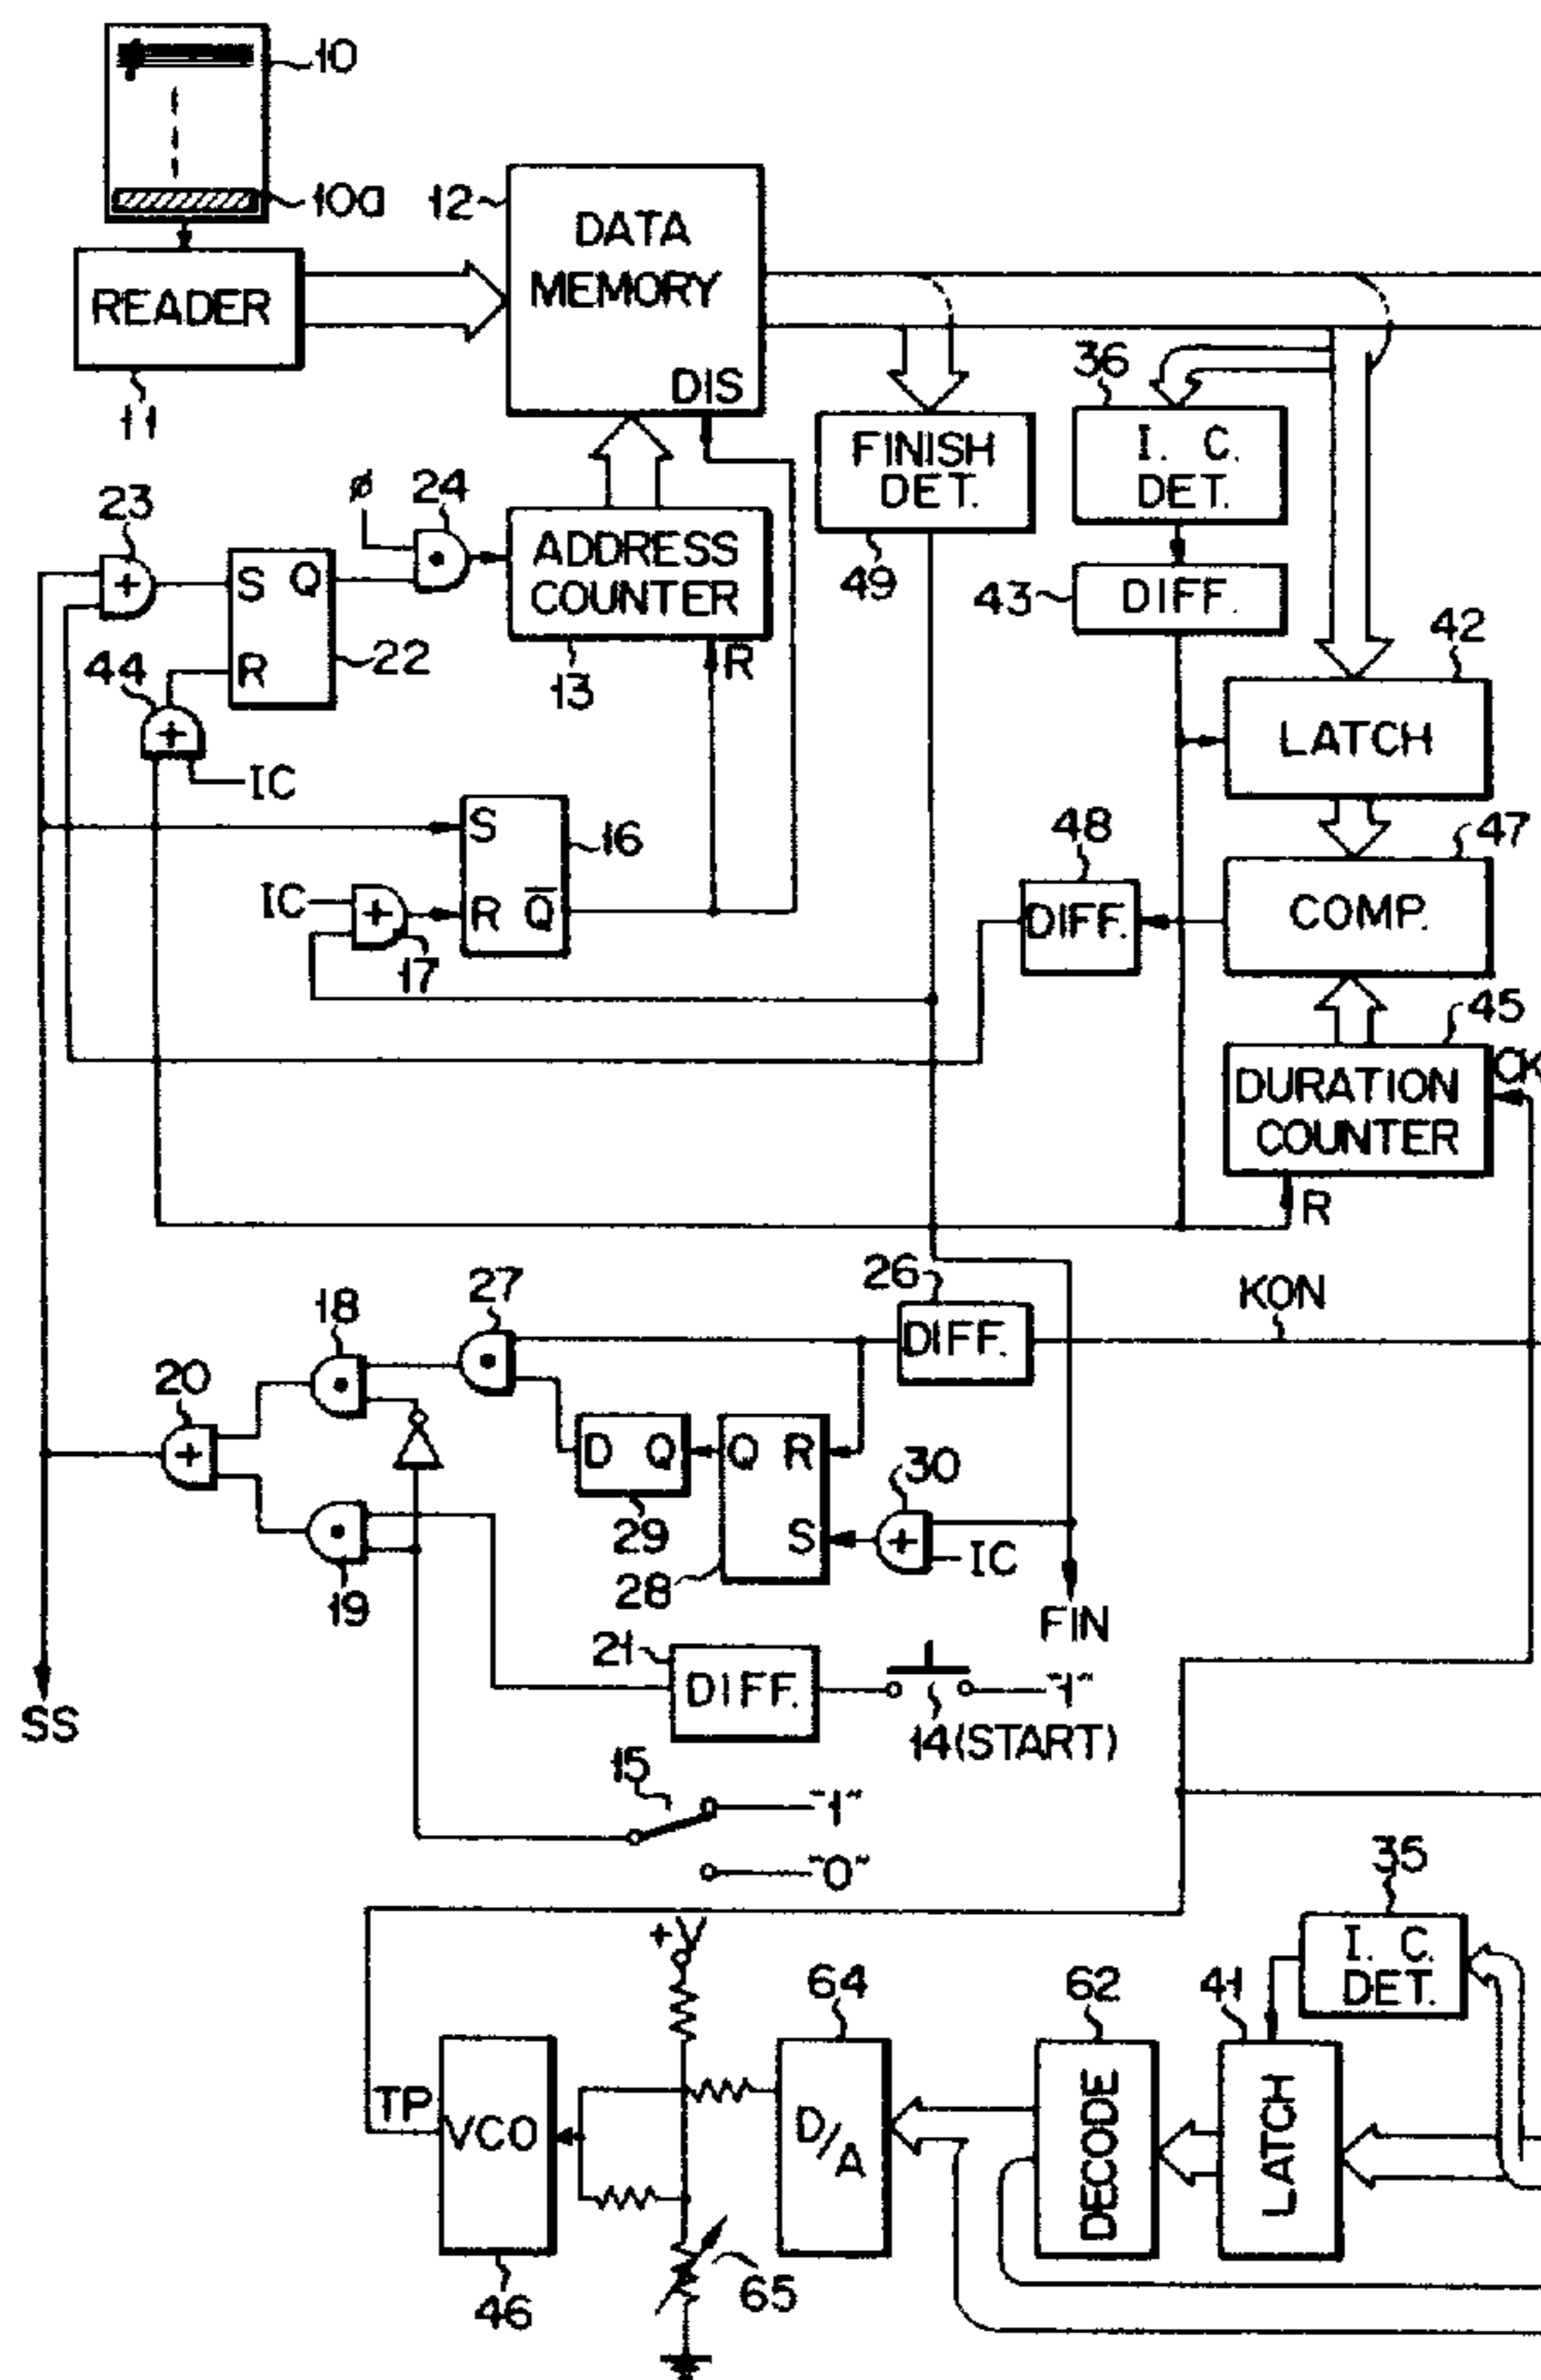 10
10a
12
DATA
MEMORY
DIS
READER
11
36
I. C.
DET.
FINISH
DET.
49
ø
24
23
ADDRESS
COUNTER
13
R
S Q
R
22
44
IC
43
DIFF.
42
LATCH
S
R Q̅
16
IC
17
48
DIFF.
47
COMP.
45
CK
DURATION
COUNTER
R
26
DIFF.
KON
27
18
20
D Q
29
Q R
S
28
30
IC
19
FIN
21
DIFF.
"1"
14(START)
SS
15
"1"
"0"
35
I. C.
DET.
+V
64
62
41
TP
VCO
D/A
DECODE
LATCH
46
65